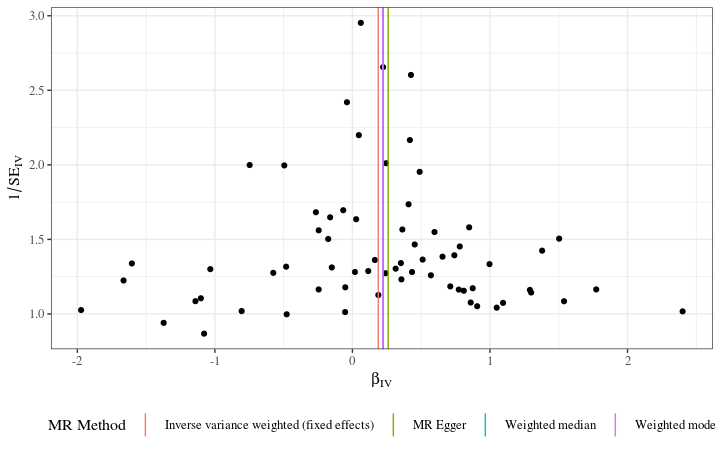 3.0
2.5
2.0
1.5
1.0
1/SE_IV
-2
-1
0
1
2
β_IV
MR Method
Inverse variance weighted (fixed effects)
MR Egger
Weighted median
Weighted mode